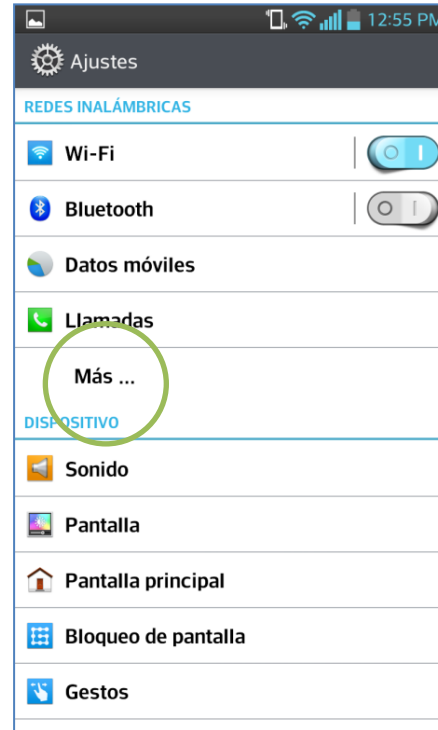 12:55 PM
Ajustes
REDES INALÁMBRICAS
Wi-Fi
Bluetooth
Datos móviles
Llamadas
Más ...
DISPOSITIVO
Sonido
Pantalla
Pantalla principal
Bloqueo de pantalla
Gestos